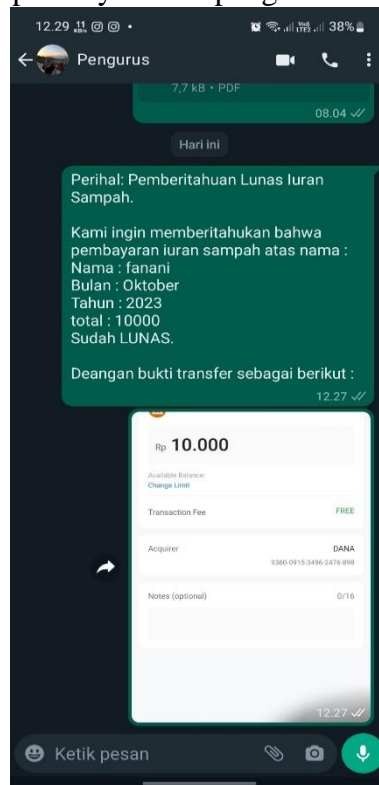 12.29 11 KB/s
LTE2 38%
Pengurus
7,7 kB • PDF
08.04
Hari ini
Perihal: Pemberitahuan Lunas Iuran
Sampah.
Kami ingin memberitahukan bahwa
pembayaran iuran sampah atas nama :
Nama : fanani
Bulan : Oktober
Tahun : 2023
total : 10000
Sudah LUNAS.
Deangan bukti transfer sebagai berikut :
12.27
Rp 10.000
Available Balance:
Change Limit
Transaction Fee FREE
Acquirer DANA
9360-0915-3496-2476-898
Notes (optional) 0/16
12.27
Ketik pesan